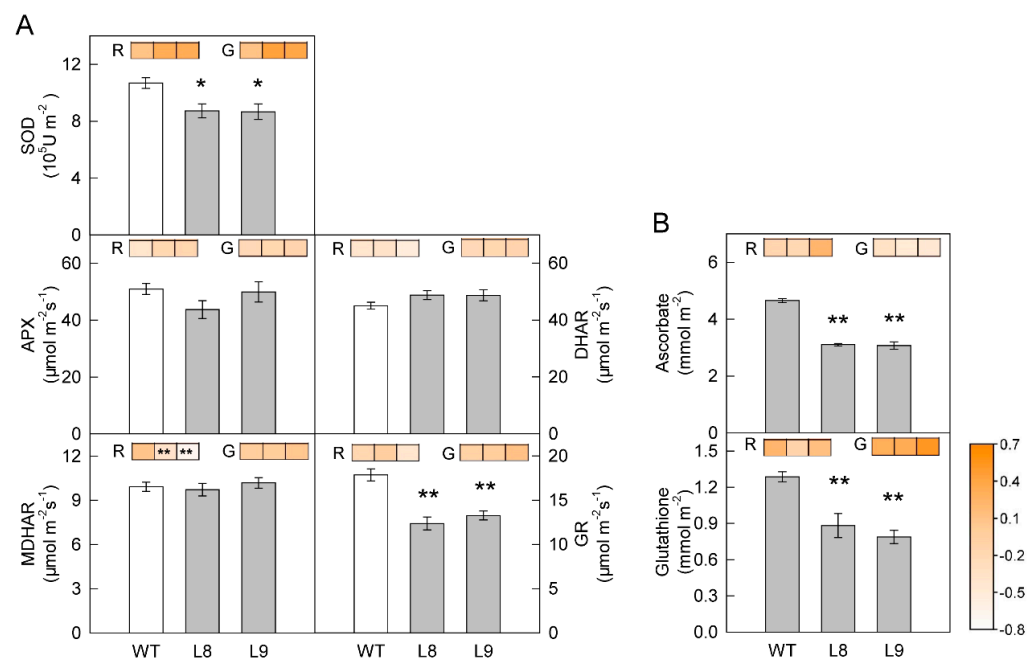 A
R G
12
8
4
0
SOD
(10⁵U m⁻²)
* *
R G
60
40
20
0
APX
(µmol m⁻²s⁻¹)
R G
60
40
20
0
DHAR
(µmol m⁻²s⁻¹)
R ** ** G
12
9
6
3
0
MDHAR
(µmol m⁻²s⁻¹)
WT L8 L9
R G
** **
20
15
10
5
0
GR
(µmol m⁻²s⁻¹)
WT L8 L9
B
R G
6
4
2
0
Ascorbate
(mmol m⁻²)
** **
R G
1.5
1.2
0.9
0.6
0.3
0.0
Glutathione
(mmol m⁻²)
** **
WT L8 L9
0.7
0.4
0.1
-0.2
-0.5
-0.8